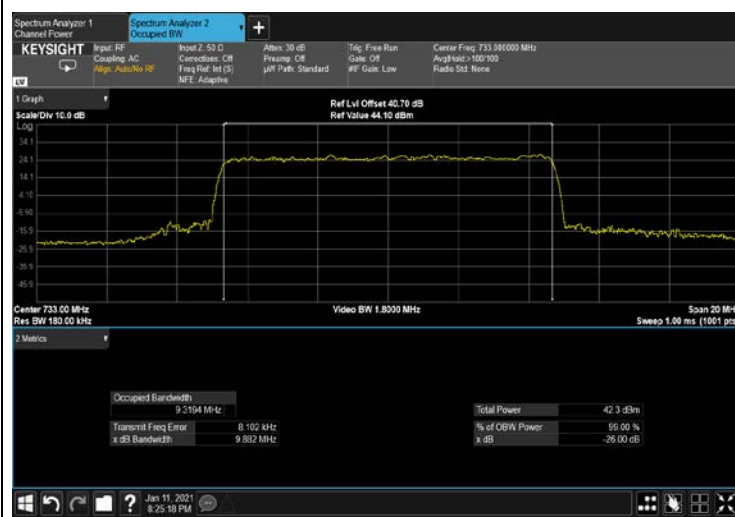 Spectrum Analyzer 1
Channel Power
Spectrum Analyzer 2
Occupied BW
+
KEYSIGHT
Input: RF
Coupling: AC
Align: Auto/No RF
Input Z: 50 Ω
Corrections: Off
Freq Ref: Int (S)
NFE: Adaptive
Atten: 30 dB
Preamp: Off
µW Path: Standard
Trig: Free Run
Gate: Off
#IF Gain: Low
Center Freq: 733.000000 MHz
Avg|Hold:>100/100
Radio Std: None
1 Graph
Scale/Div 10.0 dB
Ref Lvl Offset 40.70 dB
Ref Value 44.10 dBm
Log
34.1
24.1
14.1
4.10
-5.90
-15.9
-25.9
-35.9
-45.9
Center 733.00 MHz
Res BW 180.00 kHz
Video BW 1.8000 MHz
Span 20 MH
Sweep 1.00 ms (1001 pts
2 Metrics
Occupied Bandwidth
9.3194 MHz
Transmit Freq Error 8.102 kHz
x dB Bandwidth 9.882 MHz
Total Power 42.3 dBm
% of OBW Power 99.00 %
x dB -26.00 dB
?
Jan 11, 2021
8:25:18 PM